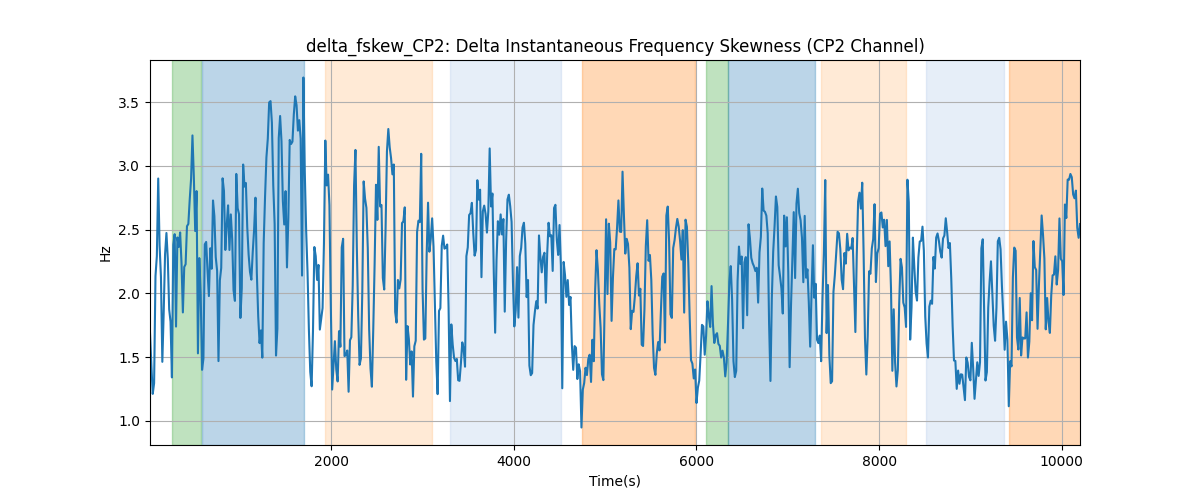 delta_fskew_CP2: Delta Instantaneous Frequency Skewness (CP2 Channel)
3.5
3.0
2.5
2.0
1.5
1.0
Hz
2000 4000 6000 8000 10000
Time(s)